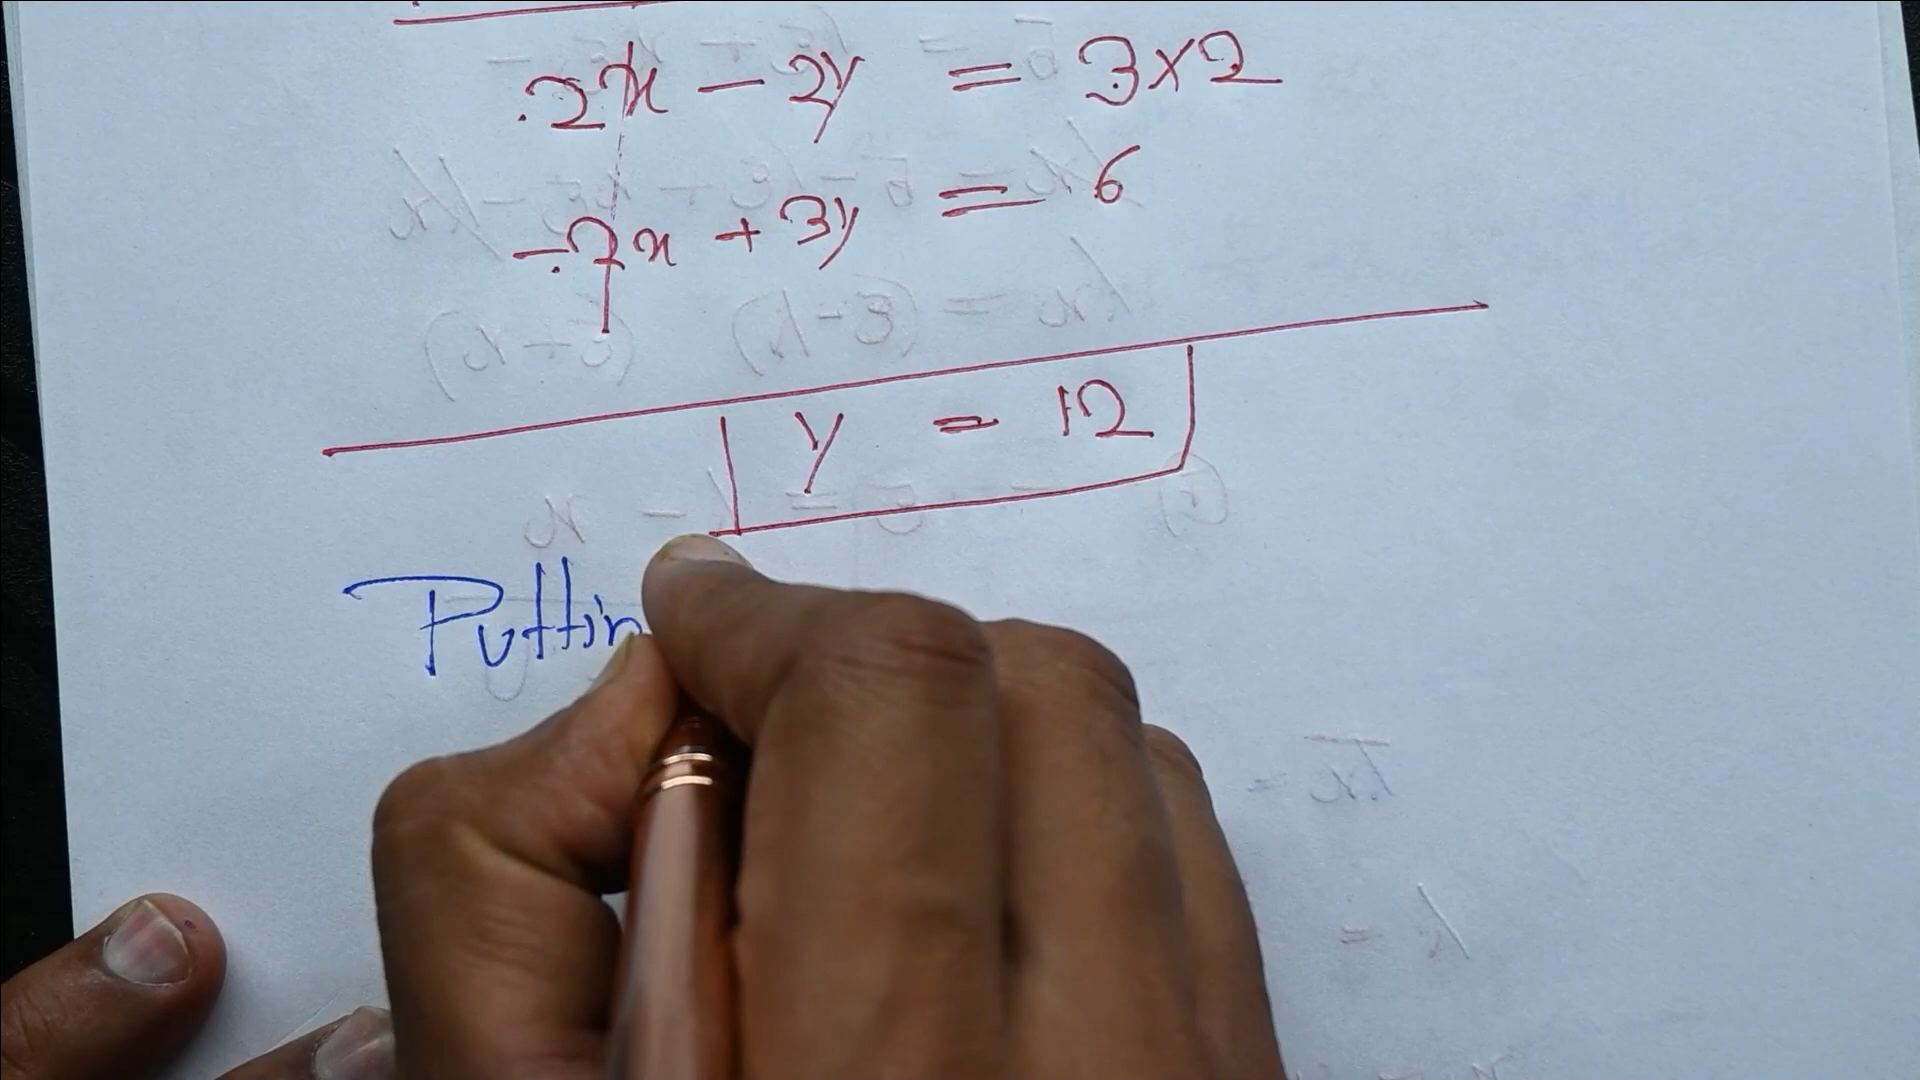 2x - 2y = 3×2
-2x + 3y = 6
y = 12
Puttin